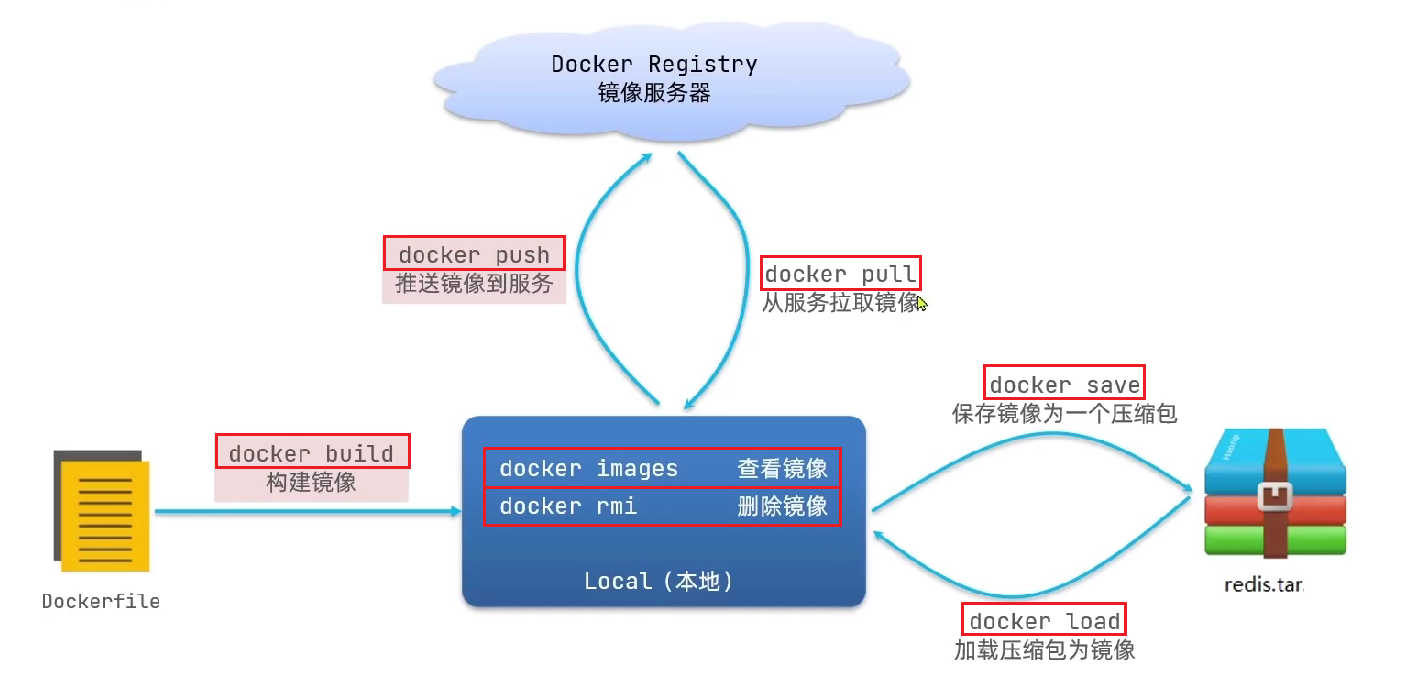 Docker Registry
镜像服务器
docker push
推送镜像到服务
docker pull
从服务拉取镜像
docker save
保存镜像为一个压缩包
docker build
构建镜像
docker images 查看镜像
docker rmi 删除镜像
Local（本地）
Dockerfile
redis.tar.
docker load
加载压缩包为镜像